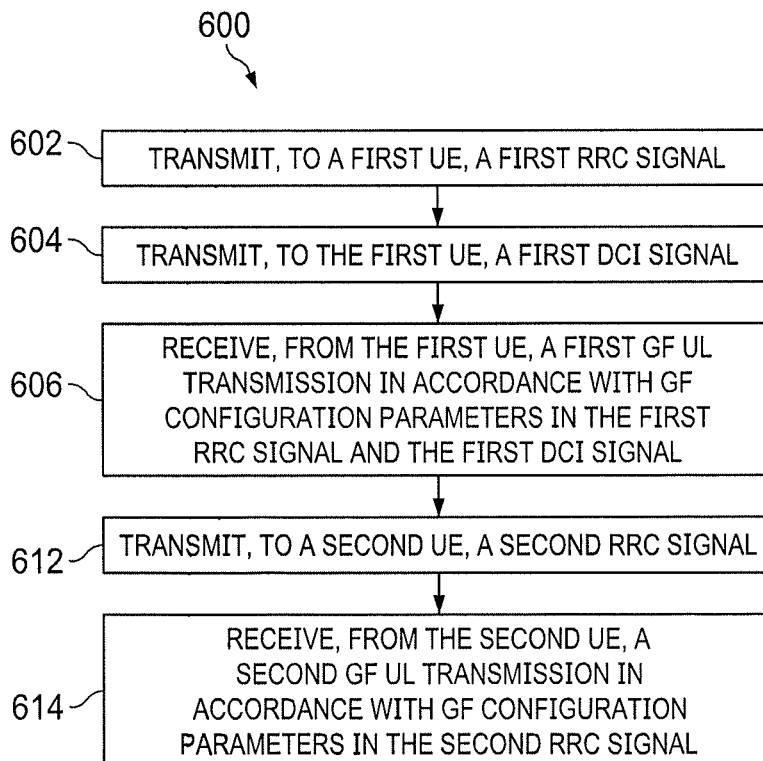 600
602
TRANSMIT, TO A FIRST UE, A FIRST RRC SIGNAL
604
TRANSMIT, TO THE FIRST UE, A FIRST DCI SIGNAL
606
RECEIVE, FROM THE FIRST UE, A FIRST GF UL
TRANSMISSION IN ACCORDANCE WITH GF
CONFIGURATION PARAMETERS IN THE FIRST
RRC SIGNAL AND THE FIRST DCI SIGNAL
612
TRANSMIT, TO A SECOND UE, A SECOND RRC SIGNAL
614
RECEIVE, FROM THE SECOND UE, A
SECOND GF UL TRANSMISSION IN
ACCORDANCE WITH GF CONFIGURATION
PARAMETERS IN THE SECOND RRC SIGNAL